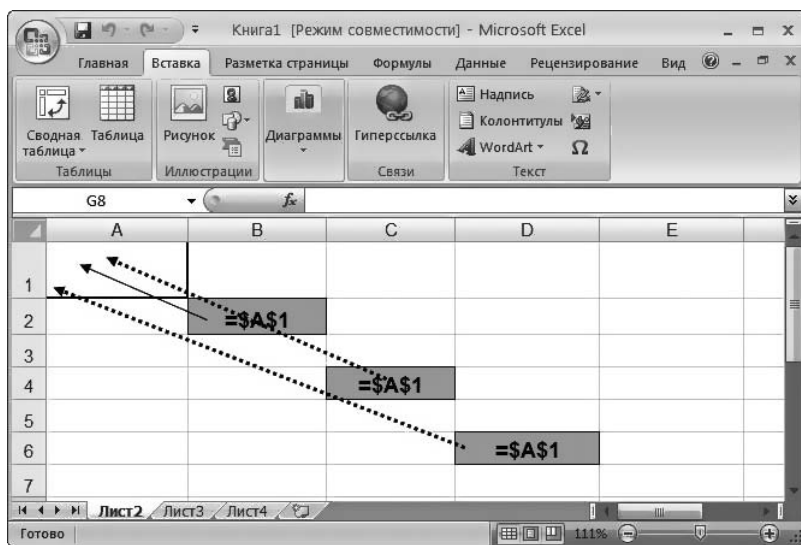 Книга1 [Режим совместимости] - Microsoft Excel
Главная Вставка Разметка страницы Формулы Данные Рецензирование Вид
Сводная таблица Таблица Рисунок Диаграммы Гиперссылка Надпись Колонтитулы WordArt Ω
Таблицы Иллюстрации Связи Текст
G8 fx
A B C D E
1
2 =$A$1
3
4 =$A$1
5
6 =$A$1
7
Лист2 Лист3 Лист4
Готово 111%